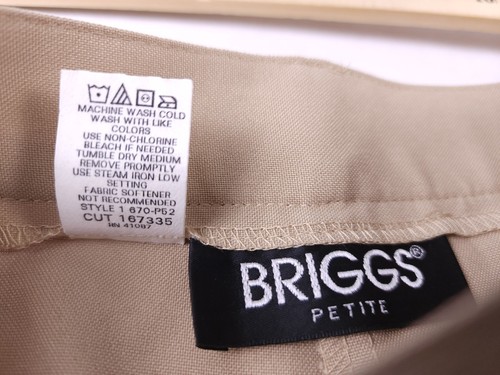 MACHINE WASH COLD
WASH WITH LIKE
COLORS
USE NON-CHLORINE
BLEACH IF NEEDED
TUMBLE DRY MEDIUM
REMOVE PROMPTLY
USE STEAM IRON LOW
SETTING
FABRIC SOFTENER
NOT RECOMMENDED
STYLE 1 670-P52
CUT 167335
RN 41097
BRIGGS®
PETITE